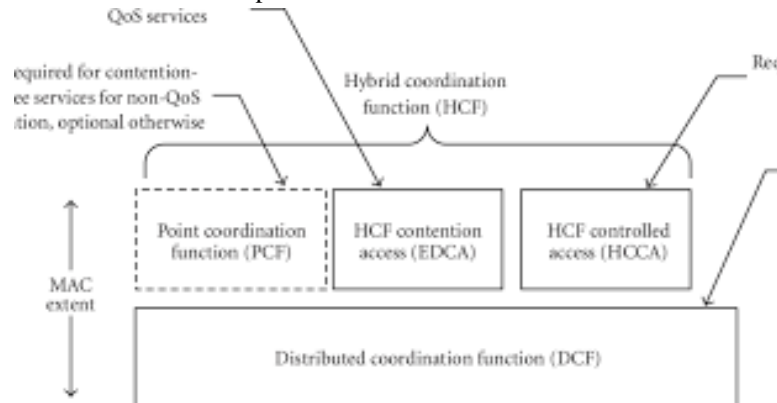 QoS services
equired for contention-
ee services for non-QoS
tion, optional otherwise
Hybrid coordination
function (HCF)
Rec
Point coordination
function (PCF)
HCF contention
access (EDCA)
HCF controlled
access (HCCA)
MAC
extent
Distributed coordination function (DCF)